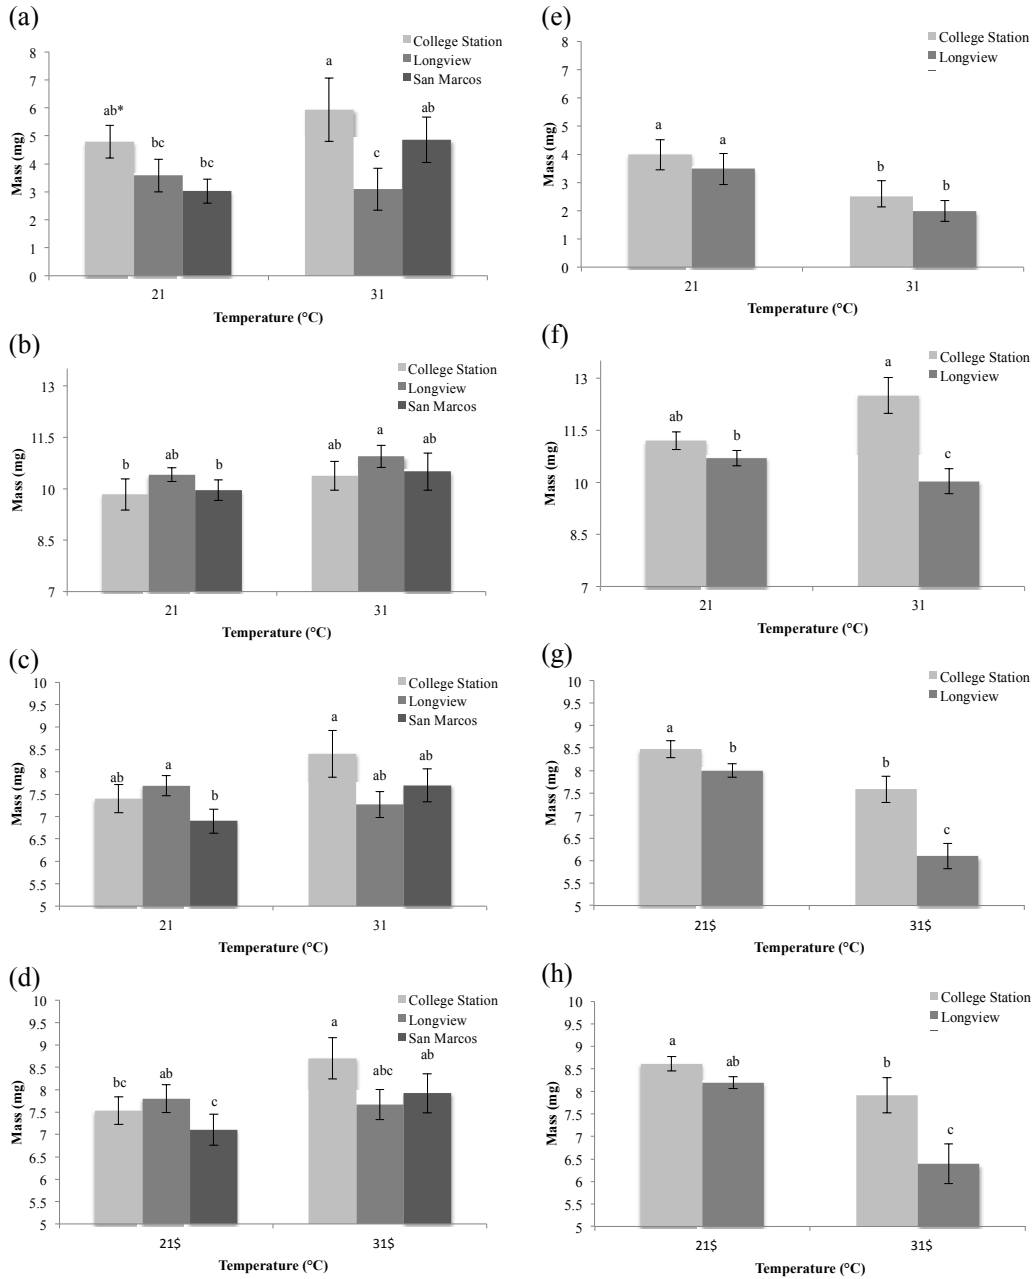 (a)
College Station
Longview
San Marcos
8
7
6
5
4
3
2
1
0
Mass (mg)
ab*
bc
bc
a
c
ab
21
31
Temperature (°C)
(b)
College Station
Longview
San Marcos
13
11.5
10
8.5
7
Mass (mg)
b
ab
b
ab
a
ab
21
31
Temperature (°C)
(c)
College Station
Longview
San Marcos
10
9.5
9
8.5
8
7.5
7
6.5
6
5.5
5
Mass (mg)
ab
a
b
a
ab
ab
21
31
Temperature (°C)
(d)
College Station
Longview
San Marcos
10
9.5
9
8.5
8
7.5
7
6.5
6
5.5
5
Mass (mg)
bc
ab
c
a
abc
ab
21$
31$
Temperature (°C)
(e)
College Station
Longview
8
7
6
5
4
3
2
1
0
Mass (mg)
a
a
b
b
21
31
Temperature (°C)
(f)
College Station
Longview
13
11.5
10
8.5
7
Mass (mg)
ab
b
a
c
21
31
Temperature (°C)
(g)
College Station
Longview
10
9.5
9
8.5
8
7.5
7
6.5
6
5.5
5
Mass (mg)
a
b
b
c
21$
31$
Temperature (°C)
(h)
College Station
Longview
10
9.5
9
8.5
8
7.5
7
6.5
6
5.5
5
Mass (mg)
a
ab
b
c
21$
31$
Temperature (°C)